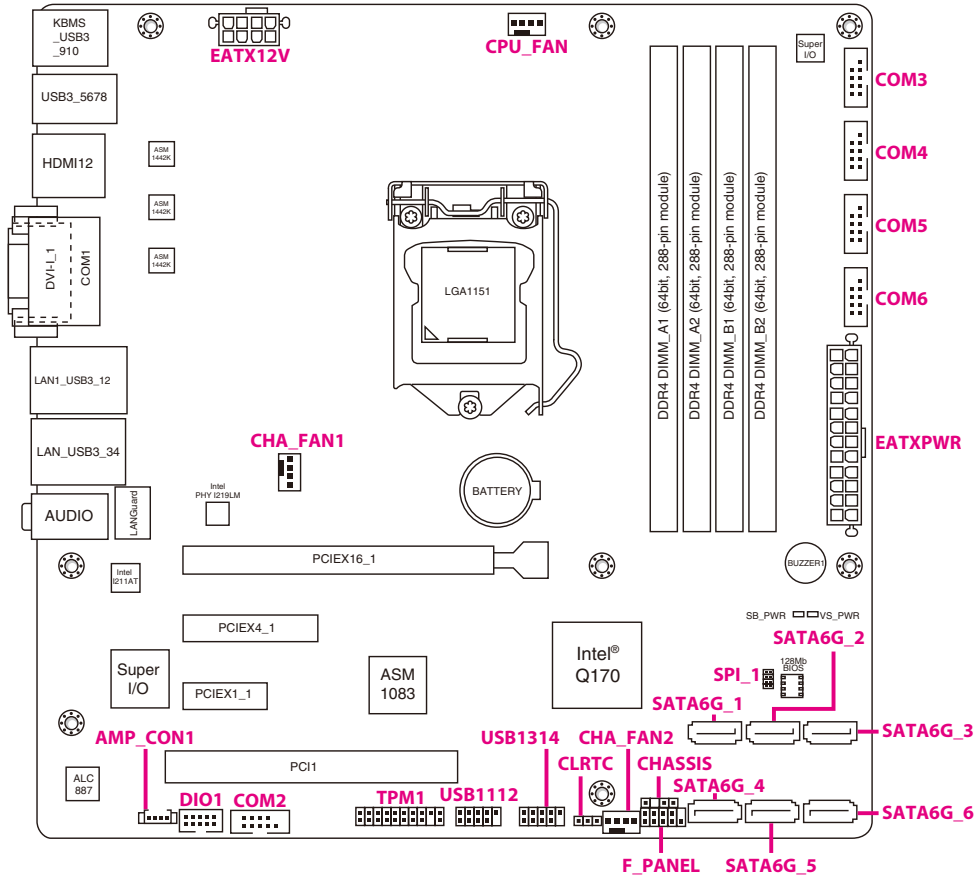 KBMS
_USB3
_910
EATX12V
CPU_FAN
Super
I/O
COM3
USB3_5678
HDMI12
ASM
1442K
COM4
ASM
1442K
COM5
DVI-I_1
COM1
ASM
1442K
LGA1151
DDR4 DIMM_A1 (64bit, 288-pin module)
DDR4 DIMM_A2 (64bit, 288-pin module)
DDR4 DIMM_B1 (64bit, 288-pin module)
DDR4 DIMM_B2 (64bit, 288-pin module)
COM6
LAN1_USB3_12
LAN_USB3_34
CHA_FAN1
EATXPWR
AUDIO
LANGuard
Intel
PHY I219LM
BATTERY
PCIEX16_1
BUZZER1
Intel
I211AT
SB_PWR
VS_PWR
PCIEX4_1
SATA6G_2
Super
I/O
PCIEX1_1
ASM
1083
Intel®
Q170
SPI_1
128Mb
BIOS
SATA6G_1
SATA6G_3
AMP_CON1
USB1314
CHA_FAN2
CLRTC
CHASSIS
PCI1
ALC
887
SATA6G_4
DIO1
COM2
TPM1
USB1112
SATA6G_6
F_PANEL
SATA6G_5